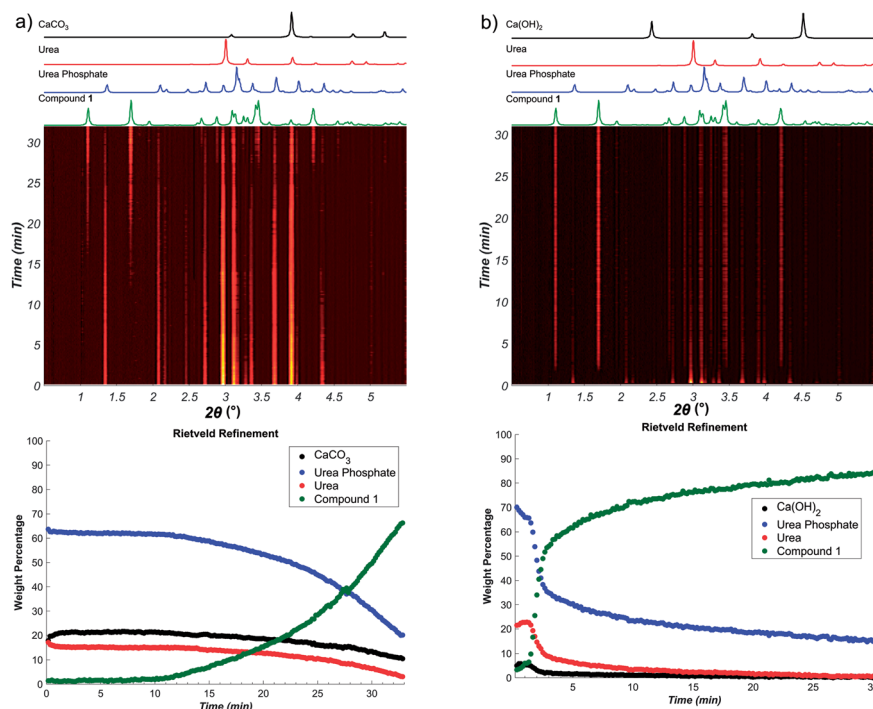 a)
CaCO3
Urea
Urea Phosphate
Compound 1
Time (min)
30
25
20
15
10
5
0
1 1.5 2 2.5 3 3.5 4 4.5 5
2θ (°)
Rietveld Refinement
Weight Percentage
100
90
80
70
60
50
40
30
20
10
0 5 10 15 20 25 30
Time (min)
CaCO3
Urea Phosphate
Urea
Compound 1
b)
Ca(OH)2
Urea
Urea Phosphate
Compound 1
Time (min)
30
25
20
15
10
5
0
1 1.5 2 2.5 3 3.5 4 4.5 5
2θ (°)
Rietveld Refinement
Weight Percentage
100
90
80
70
60
50
40
30
20
10
0
5 10 15 20 25 30
Time (min)
Ca(OH)2
Urea Phosphate
Urea
Compound 1